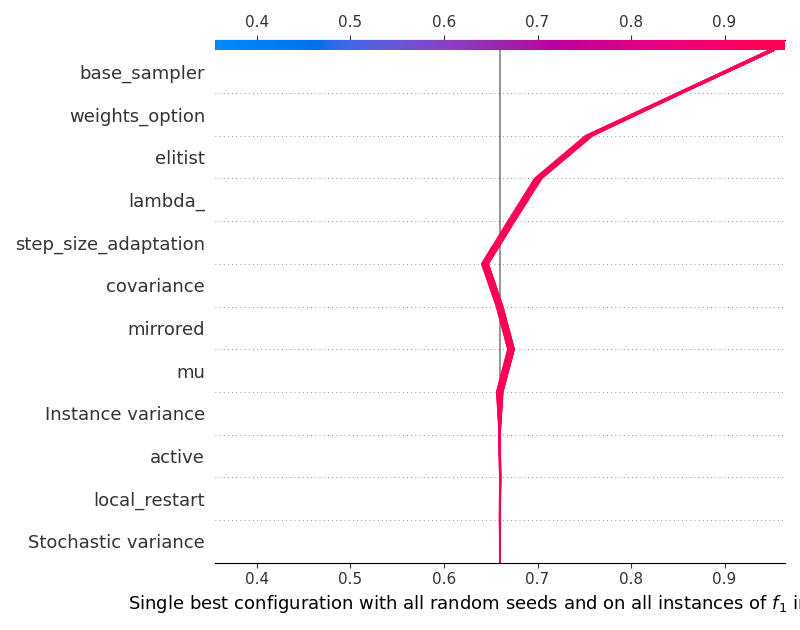 0.4 0.5 0.6 0.7 0.8 0.9
base_sampler
weights_option
elitist
lambda_
step_size_adaptation
covariance
mirrored
mu
Instance variance
active
local_restart
Stochastic variance
0.4 0.5 0.6 0.7 0.8 0.9
Single best configuration with all random seeds and on all instances of f₁ i